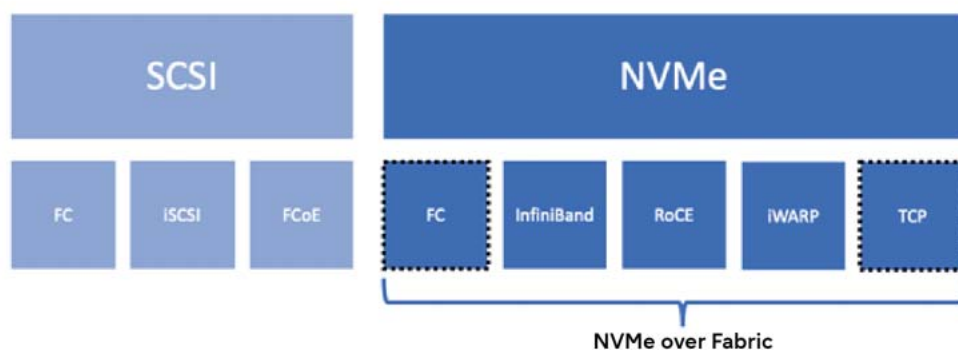 SCSI NVMe
FC iSCSI FCoE FC InfiniBand RoCE iWARP TCP
NVMe over Fabric